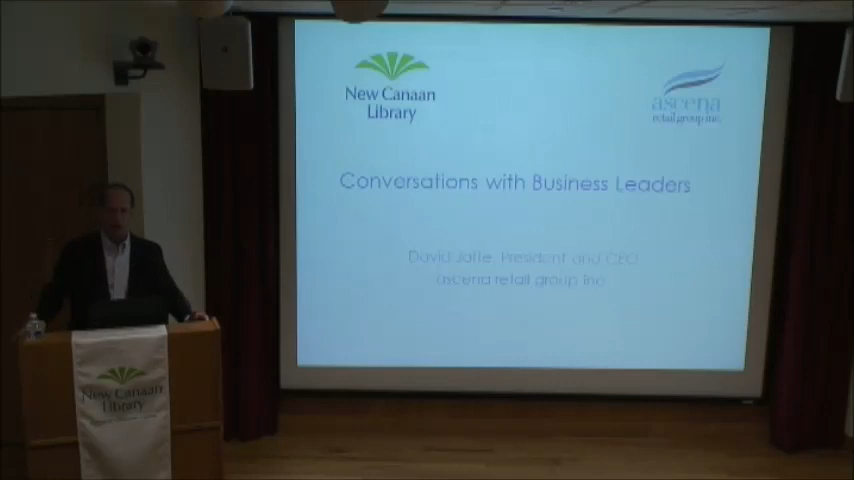 New Canaan
Library
ascena
retail group inc.
Conversations with Business Leaders
David Jaffe, President and CEO
ascena retail group inc
New Canaan
Library